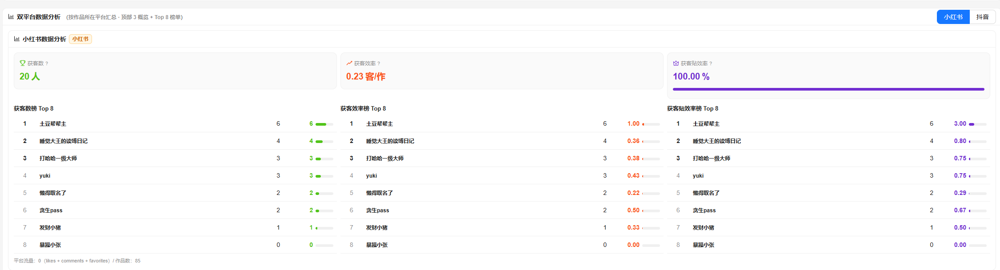 双平台数据分析 (按作品所在平台汇总 · 顶部 3 概览 + Top 8 榜单)
小红书 抖音
小红书数据分析 小红书
获客数 ?
20 人
获客效率 ?
0.23 客/作
获客贴效率 ?
100.00 %
获客数榜 Top 8
1 土豆帮帮主 6 6
2 睡觉大王的读博日记 4 4
3 打哈哈一级大师 3 3
4 yuki 3 3
5 懒得取名了 2 2
6 贪生pass 2 2
7 发财小猪 1 1
8 暴躁小张 0 0
获客效率榜 Top 8
1 土豆帮帮主 6 1.00
2 睡觉大王的读博日记 4 0.36
3 打哈哈一级大师 3 0.38
4 yuki 3 0.43
5 懒得取名了 2 0.22
6 贪生pass 2 0.50
7 发财小猪 1 0.33
8 暴躁小张 0 0.00
获客贴效率榜 Top 8
1 土豆帮帮主 6 3.00
2 睡觉大王的读博日记 4 0.80
3 打哈哈一级大师 3 0.75
4 yuki 3 0.75
5 懒得取名了 2 0.29
6 贪生pass 2 0.67
7 发财小猪 1 0.50
8 暴躁小张 0 0.00
平台流量：0（likes + comments + favorites）/ 作品数：85